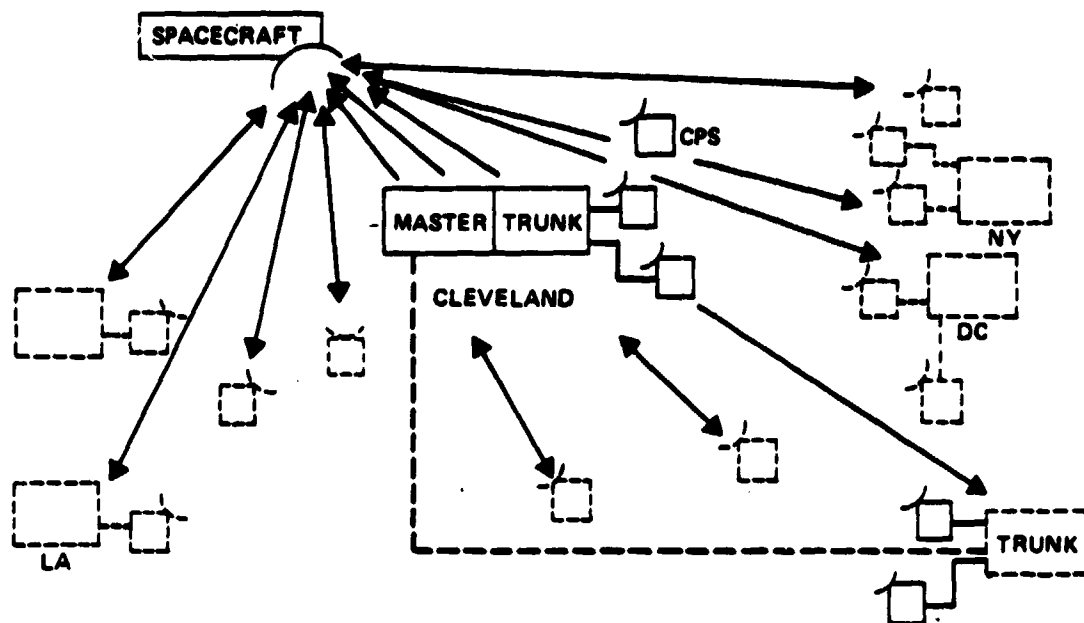 SPACECRAFT
CPS
MASTER TRUNK
NY
CLEVELAND
DC
LA
TRUNK